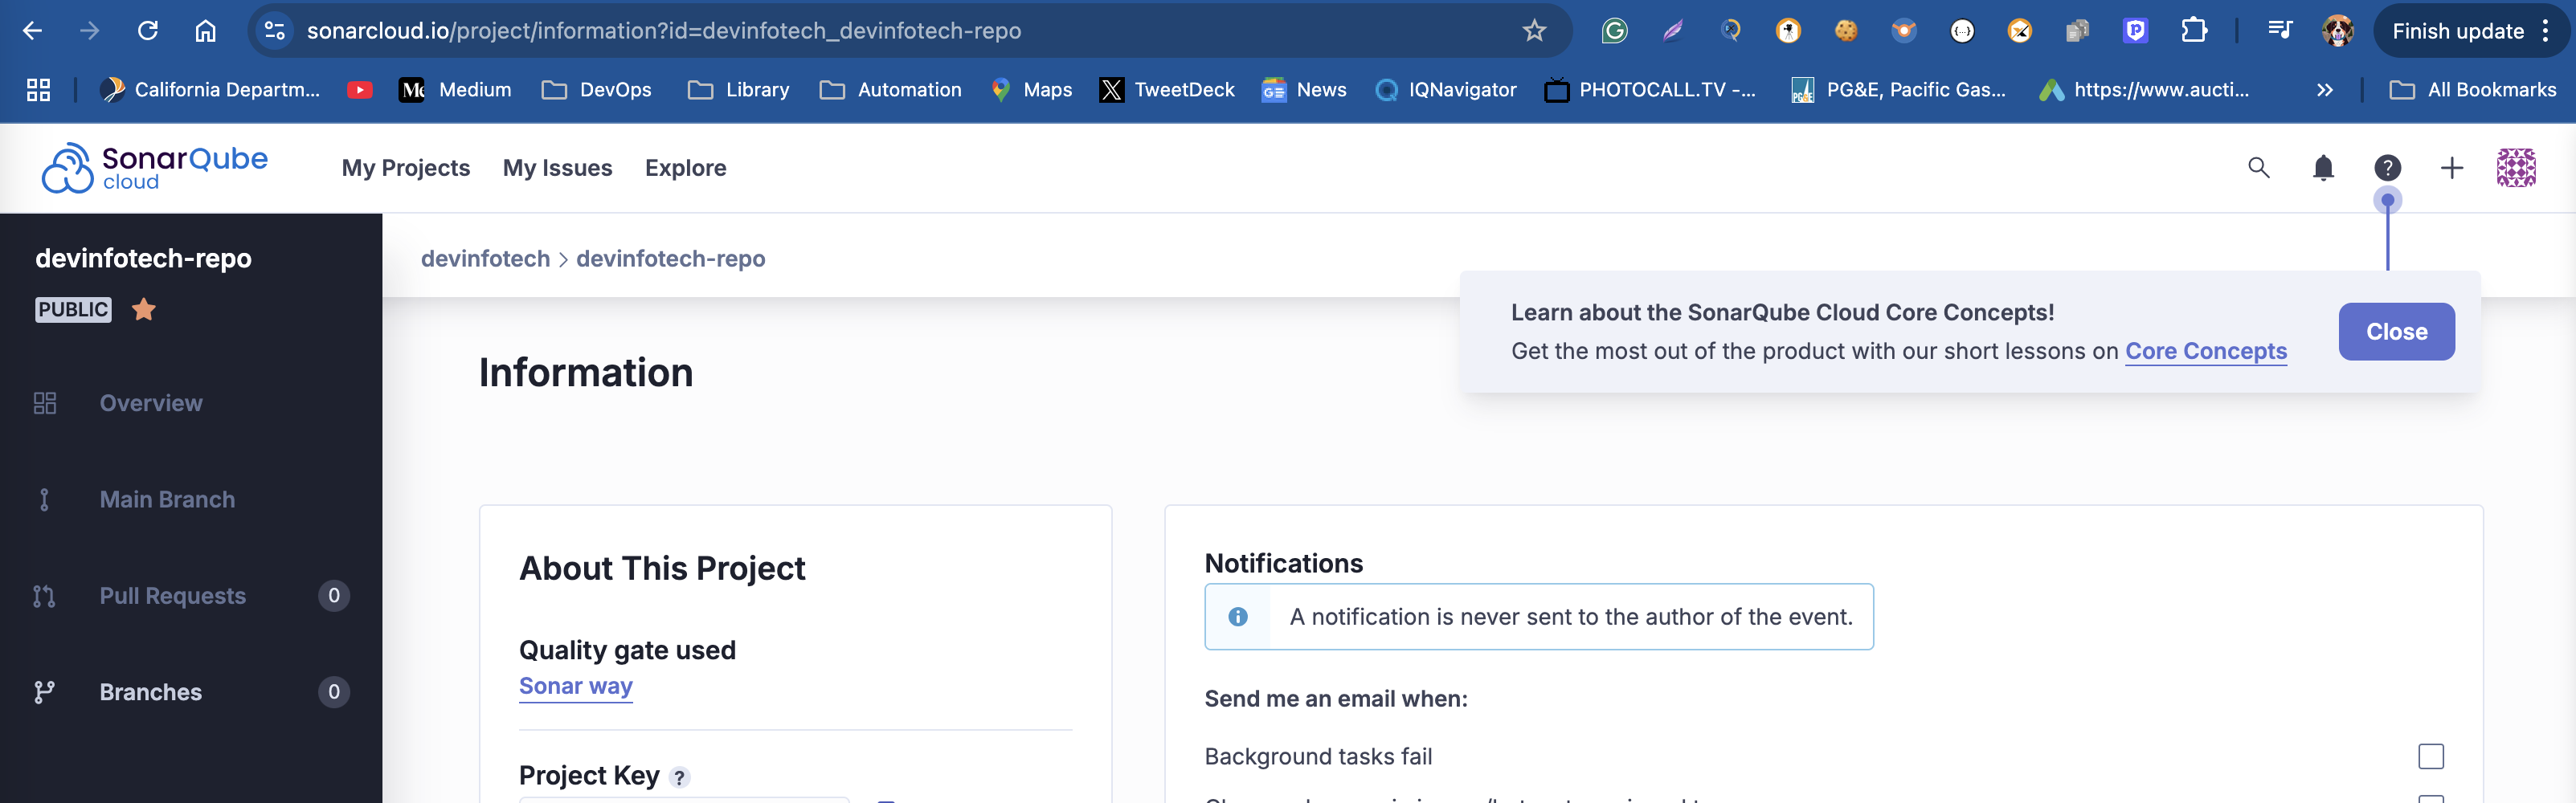 sonarcloud.io/project/information?id=devinfotech_devinfotech-repo
Finish update
California Departm...
Medium
DevOps
Library
Automation
Maps
TweetDeck
News
IQNavigator
PHOTOCALL.TV -...
PG&E, Pacific Gas...
https://www.aucti...
All Bookmarks
SonarQube
cloud
My Projects
My Issues
Explore
devinfotech-repo
PUBLIC
devinfotech > devinfotech-repo
Learn about the SonarQube Cloud Core Concepts!
Get the most out of the product with our short lessons on Core Concepts
Close
Information
Overview
Main Branch
Pull Requests 0
Branches 0
About This Project
Quality gate used
Sonar way
Project Key ?
Notifications
A notification is never sent to the author of the event.
Send me an email when:
Background tasks fail